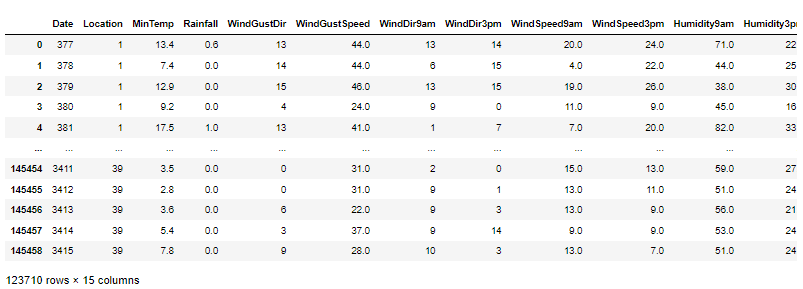 Date Location MinTemp Rainfall WindGustDir WindGustSpeed WindDir9am WindDir3pm WindSpeed9am WindSpeed3pm Humidity9am Humidity3p
0 377 1 13.4 0.6 13 44.0 13 14 20.0 24.0 71.0 22
1 378 1 7.4 0.0 14 44.0 6 15 4.0 22.0 44.0 25
2 379 1 12.9 0.0 15 46.0 13 15 19.0 26.0 38.0 30
3 380 1 9.2 0.0 4 24.0 9 0 11.0 9.0 45.0 16
4 381 1 17.5 1.0 13 41.0 1 7 7.0 20.0 82.0 33
... ... ... ... ... ... ... ... ... ... ... ... ...
145454 3411 39 3.5 0.0 0 31.0 2 0 15.0 13.0 59.0 27
145455 3412 39 2.8 0.0 0 31.0 9 1 13.0 11.0 51.0 24
145456 3413 39 3.6 0.0 6 22.0 9 3 13.0 9.0 56.0 21
145457 3414 39 5.4 0.0 3 37.0 9 14 9.0 9.0 53.0 24
145458 3415 39 7.8 0.0 9 28.0 10 3 13.0 7.0 51.0 24
123710 rows × 15 columns